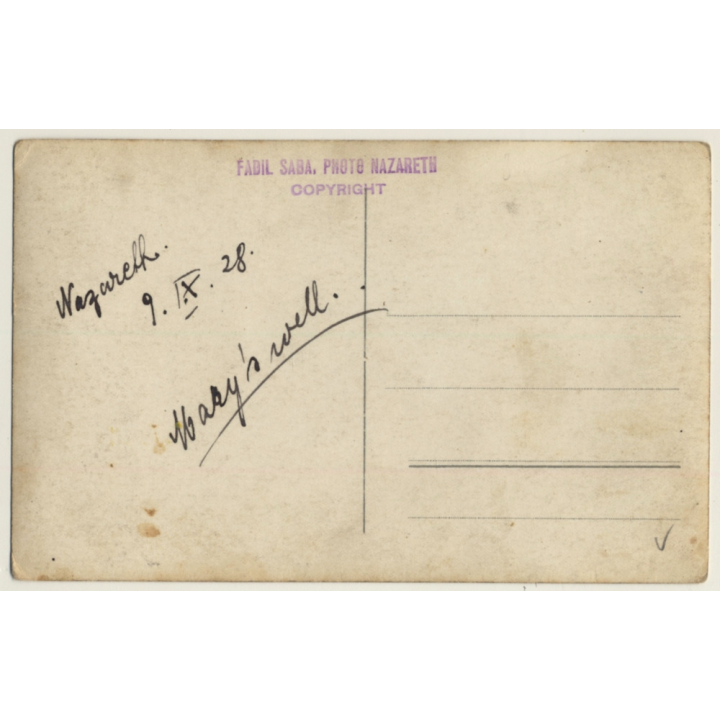 FADIL SABA. PHOTO NAZARETH
COPYRIGHT
Nazareth.
9. IX. 28.
Mary's well..